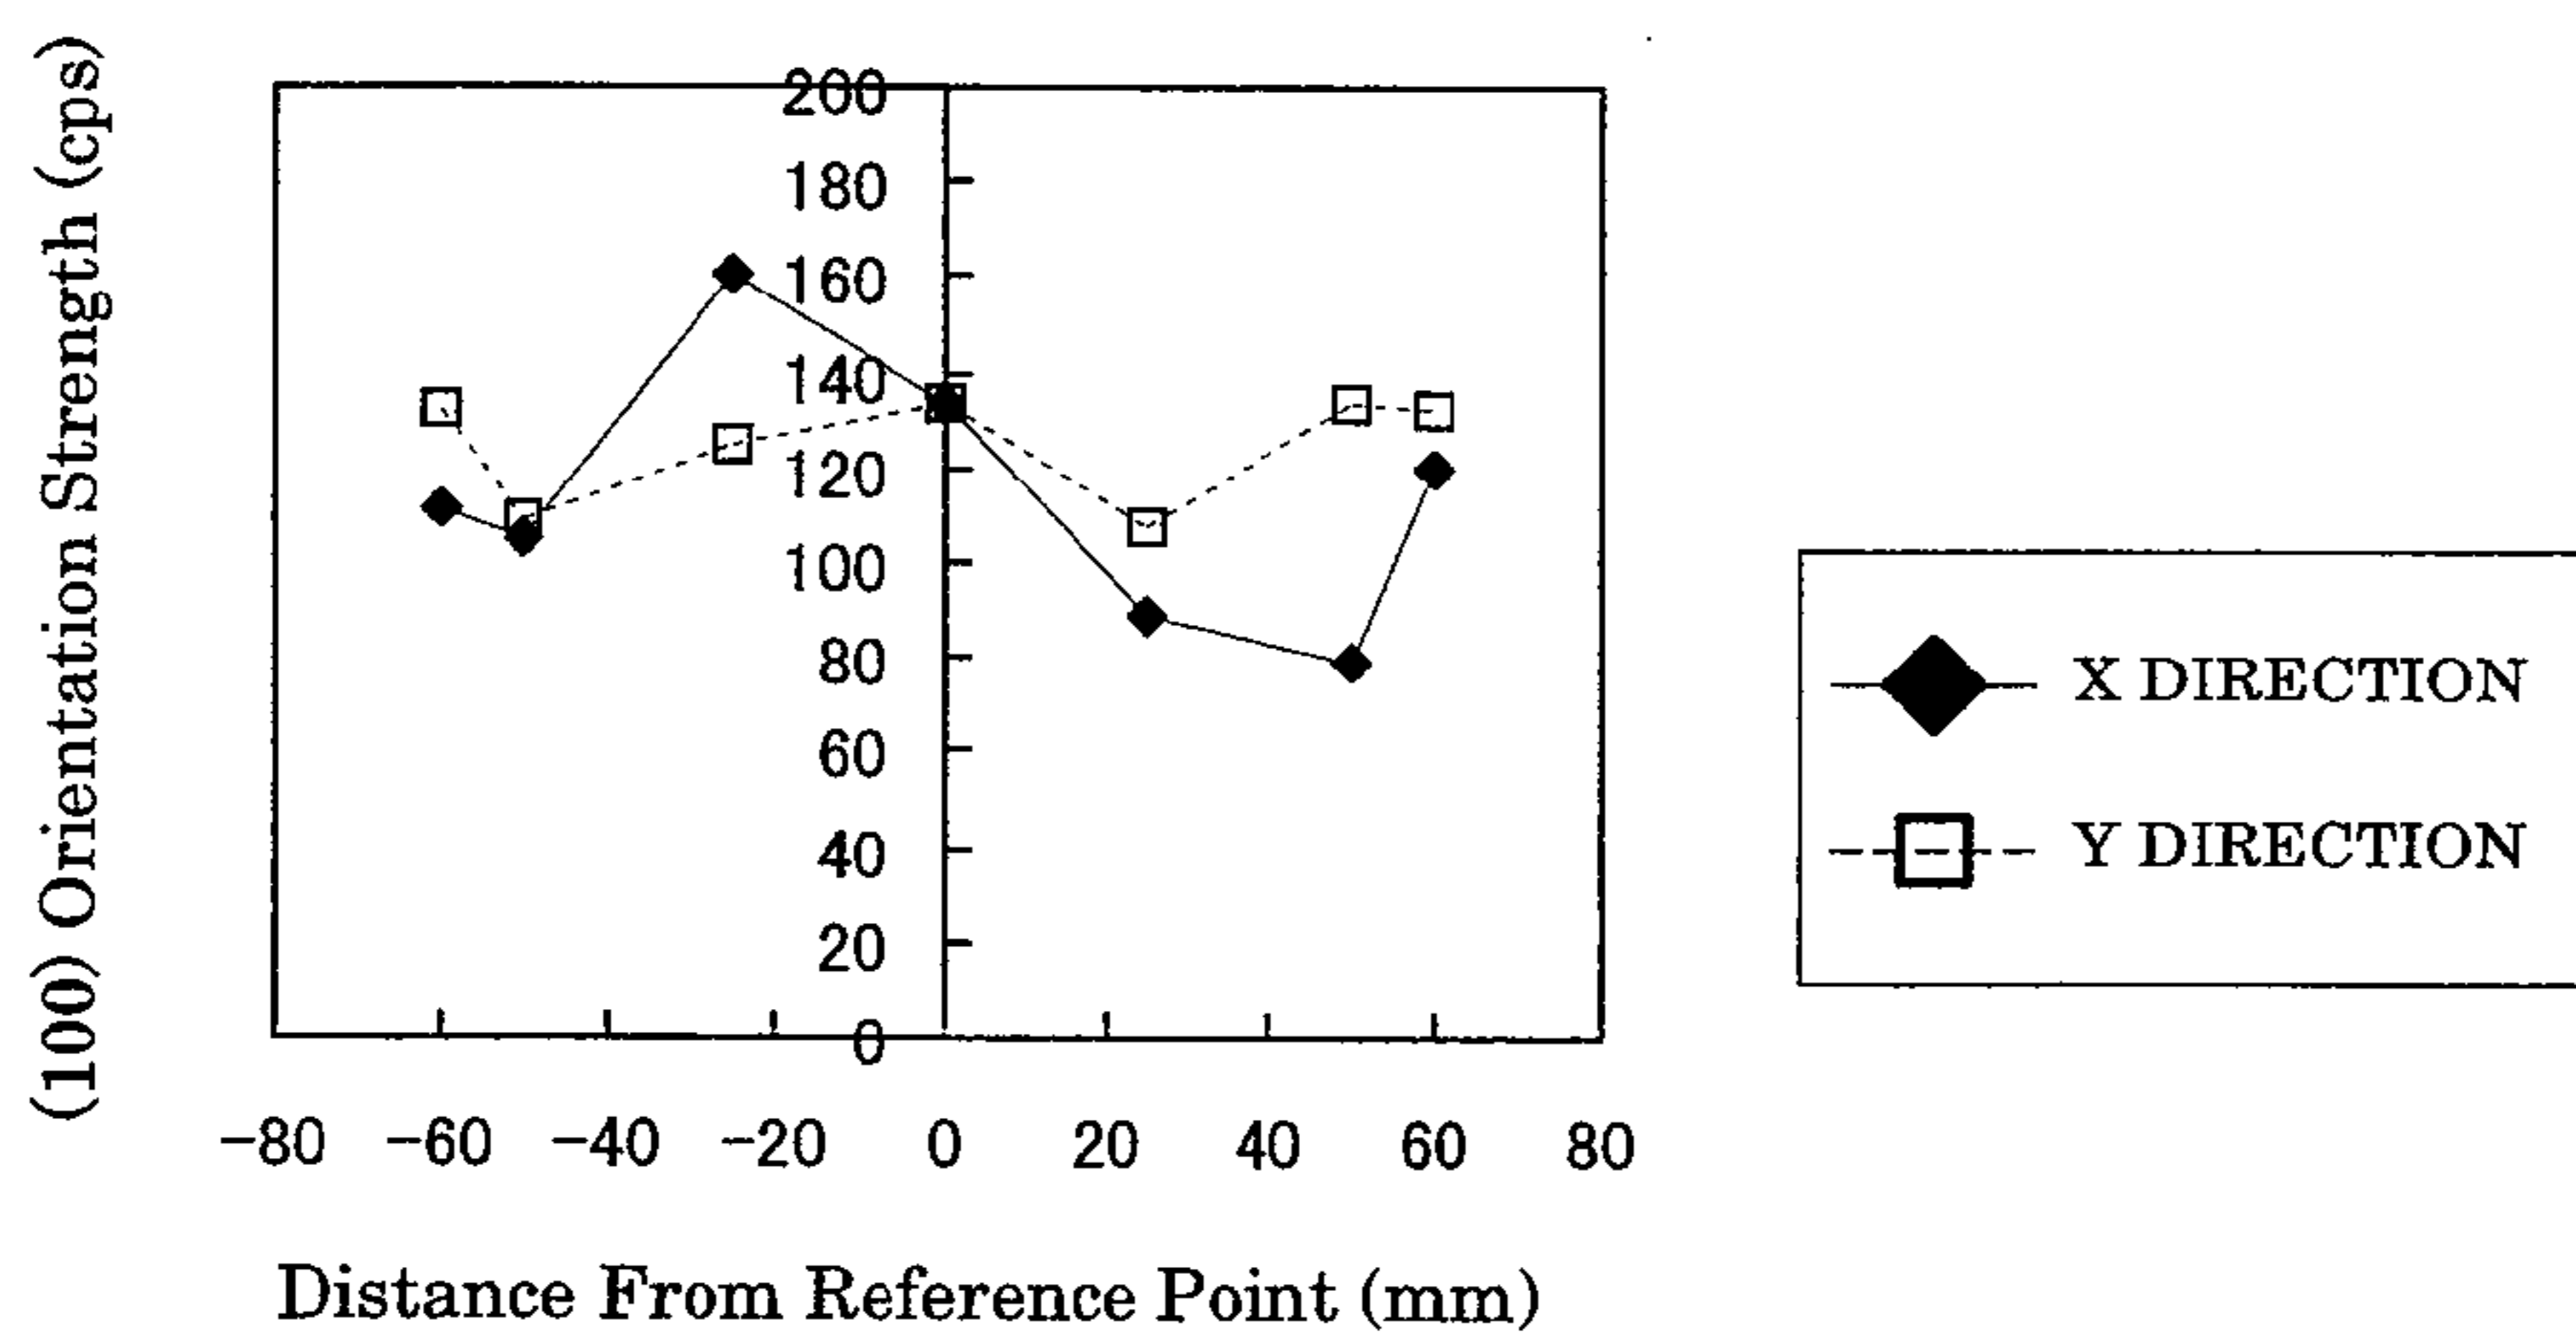 (100) Orientation Strength (cps)
200
180
160
140
120
100
80
60
40
20
0
−80 −60 −40 −20 0 20 40 60 80
Distance From Reference Point (mm)
X DIRECTION
Y DIRECTION